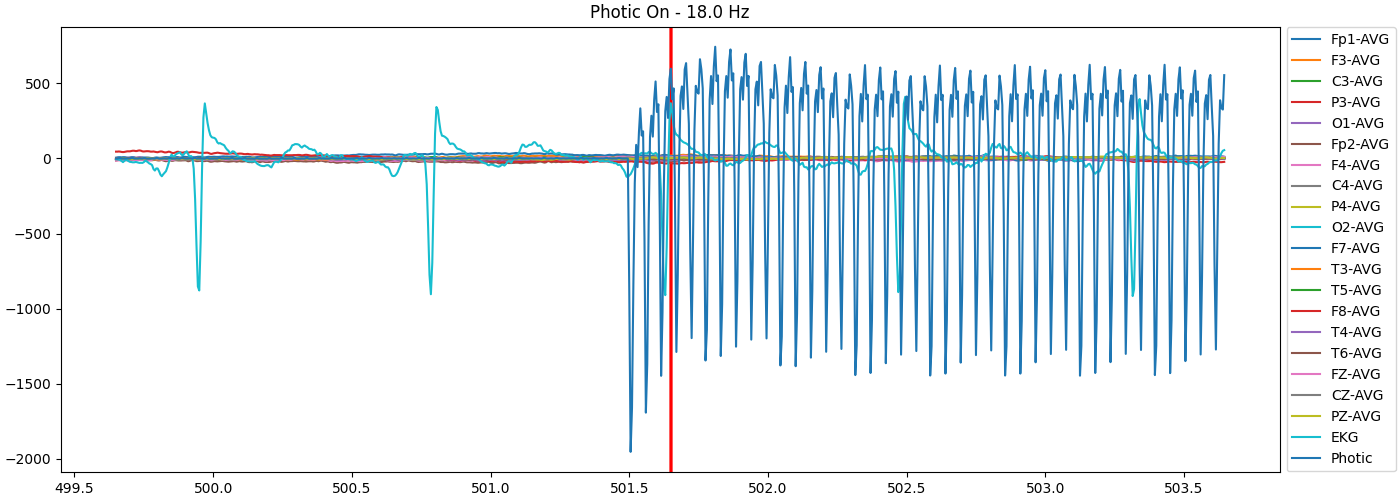 Photic On - 18.0 Hz
500
0
−500
−1000
−1500
−2000
499.5
500.0
500.5
501.0
501.5
502.0
502.5
503.0
503.5
Fp1-AVG
F3-AVG
C3-AVG
P3-AVG
O1-AVG
Fp2-AVG
F4-AVG
C4-AVG
P4-AVG
O2-AVG
F7-AVG
T3-AVG
T5-AVG
F8-AVG
T4-AVG
T6-AVG
FZ-AVG
CZ-AVG
PZ-AVG
EKG
Photic